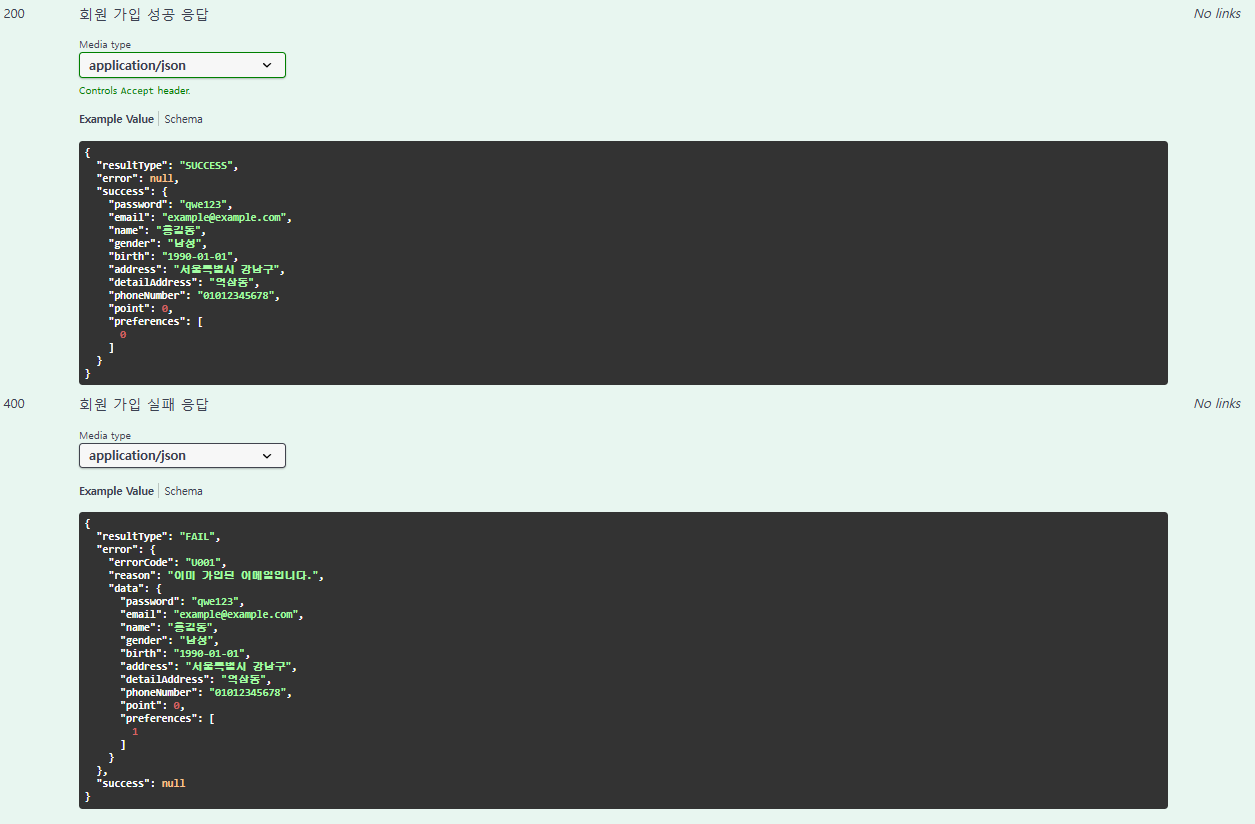 200 회원 가입 성공 응답 No links
Media type
application/json
Controls Accept header.
Example Value Schema
{
"resultType": "SUCCESS",
"error": null,
"success": {
"password": "qwe123",
"email": "example@example.com",
"name": "홍길동",
"gender": "남성",
"birth": "1990-01-01",
"address": "서울특별시 강남구",
"detailAddress": "역삼동",
"phoneNumber": "01012345678",
"point": 0,
"preferences": [
0
]
}
}
400 회원 가입 실패 응답 No links
Media type
application/json
Example Value Schema
{
"resultType": "FAIL",
"error": {
"errorCode": "U001",
"reason": "이미 가입된 이메일입니다.",
"data": {
"password": "qwe123",
"email": "example@example.com",
"name": "홍길동",
"gender": "남성",
"birth": "1990-01-01",
"address": "서울특별시 강남구",
"detailAddress": "역삼동",
"phoneNumber": "01012345678",
"point": 0,
"preferences": [
1
]
}
},
"success": null
}